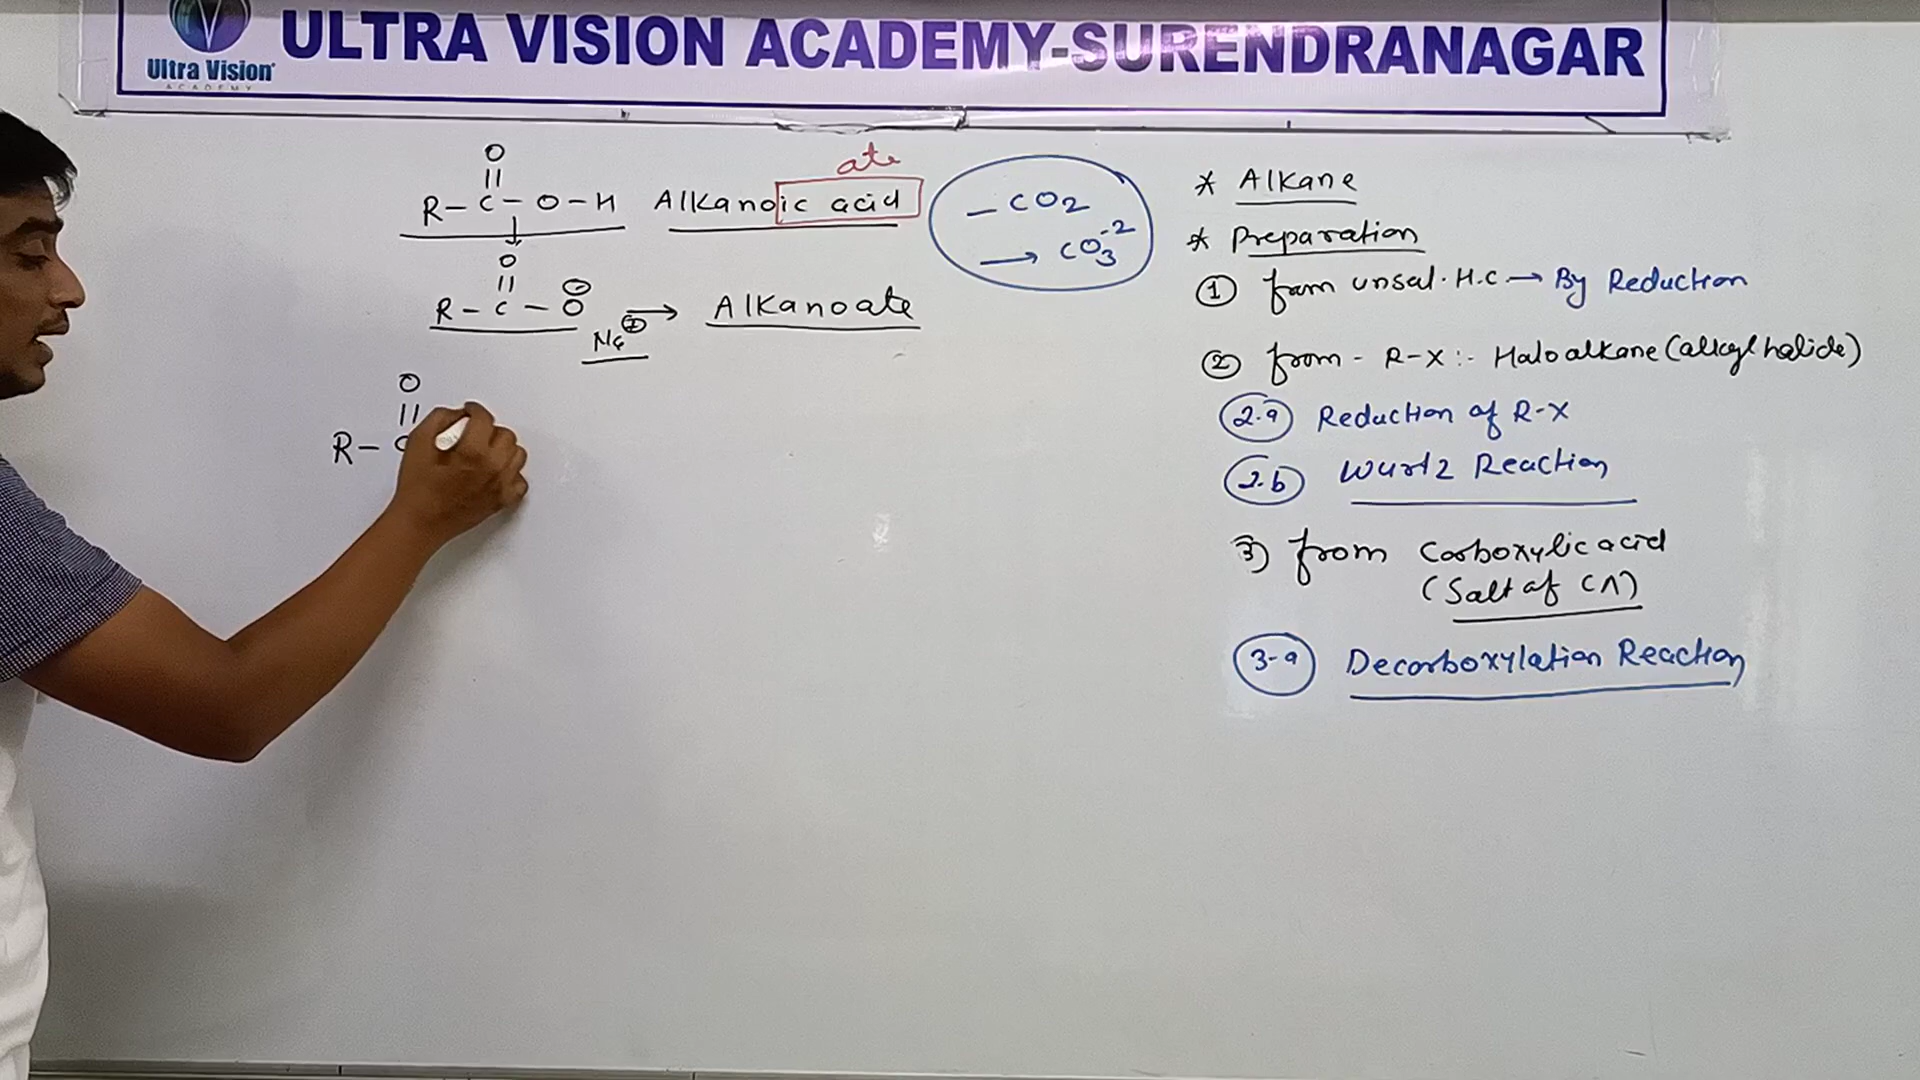 ULTRA VISION ACADEMY-SURENDRANAGAR
Ultra Vision
ACADEMY
O
||
R-C-O-H Alkanoic acid
ate
↓
O
||
R-C-O⊖ → Alkanoate
Na⊕
O
||
R-C
-CO2
→ CO3-2
* Alkane
* Preparation
① from unsat. H.C → By Reduction
② from - R-X :- Haloalkane (alkyl halide)
2.a Reduction of R-X
2.b Wurtz Reaction
3) from Carboxylic acid
(Salt of CA)
3-a Decarboxylation Reaction